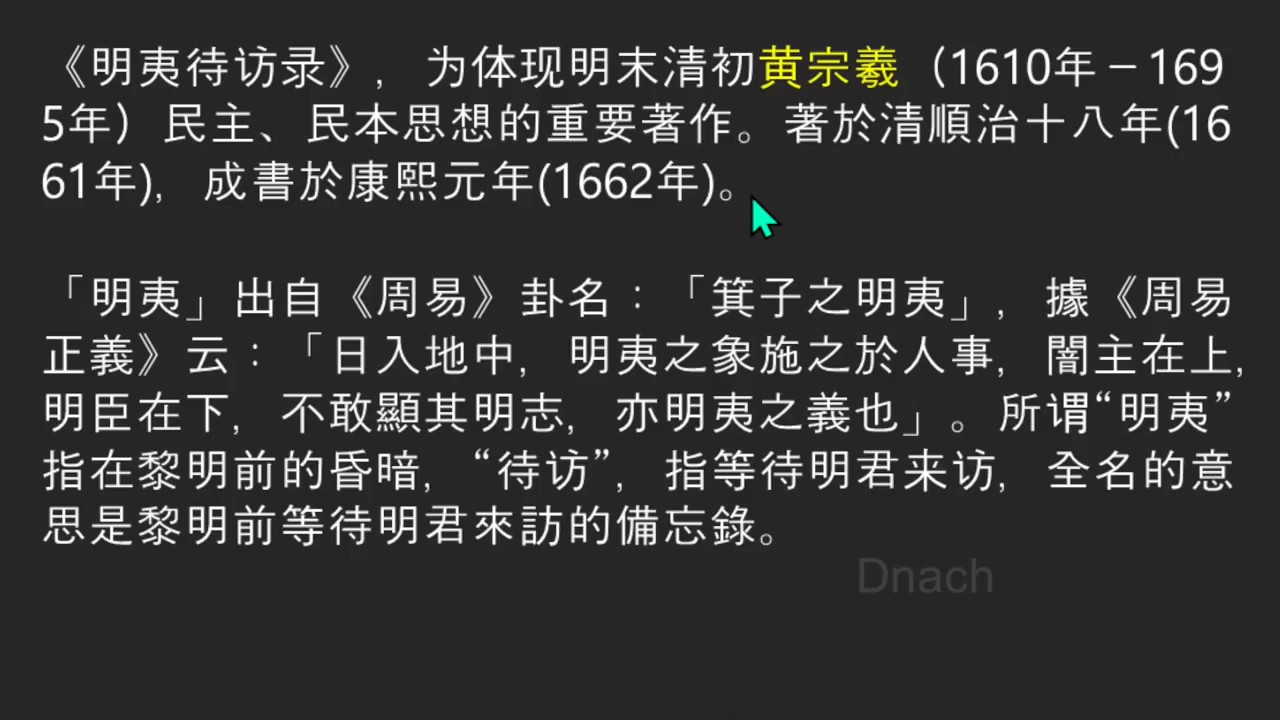 《明夷待访录》， 为体现明末清初黄宗羲（1610年－169
5年）民主、民本思想的重要著作。著於清順治十八年(16
61年)， 成書於康熙元年(1662年)。
「明夷」出自《周易》卦名：「箕子之明夷」， 據《周易
正義》云：「日入地中， 明夷之象施之於人事， 闇主在上，
明臣在下， 不敢顯其明志， 亦明夷之義也」。所谓“明夷”
指在黎明前的昏暗， “待访”， 指等待明君来访， 全名的意
思是黎明前等待明君來訪的備忘錄。
Dnach